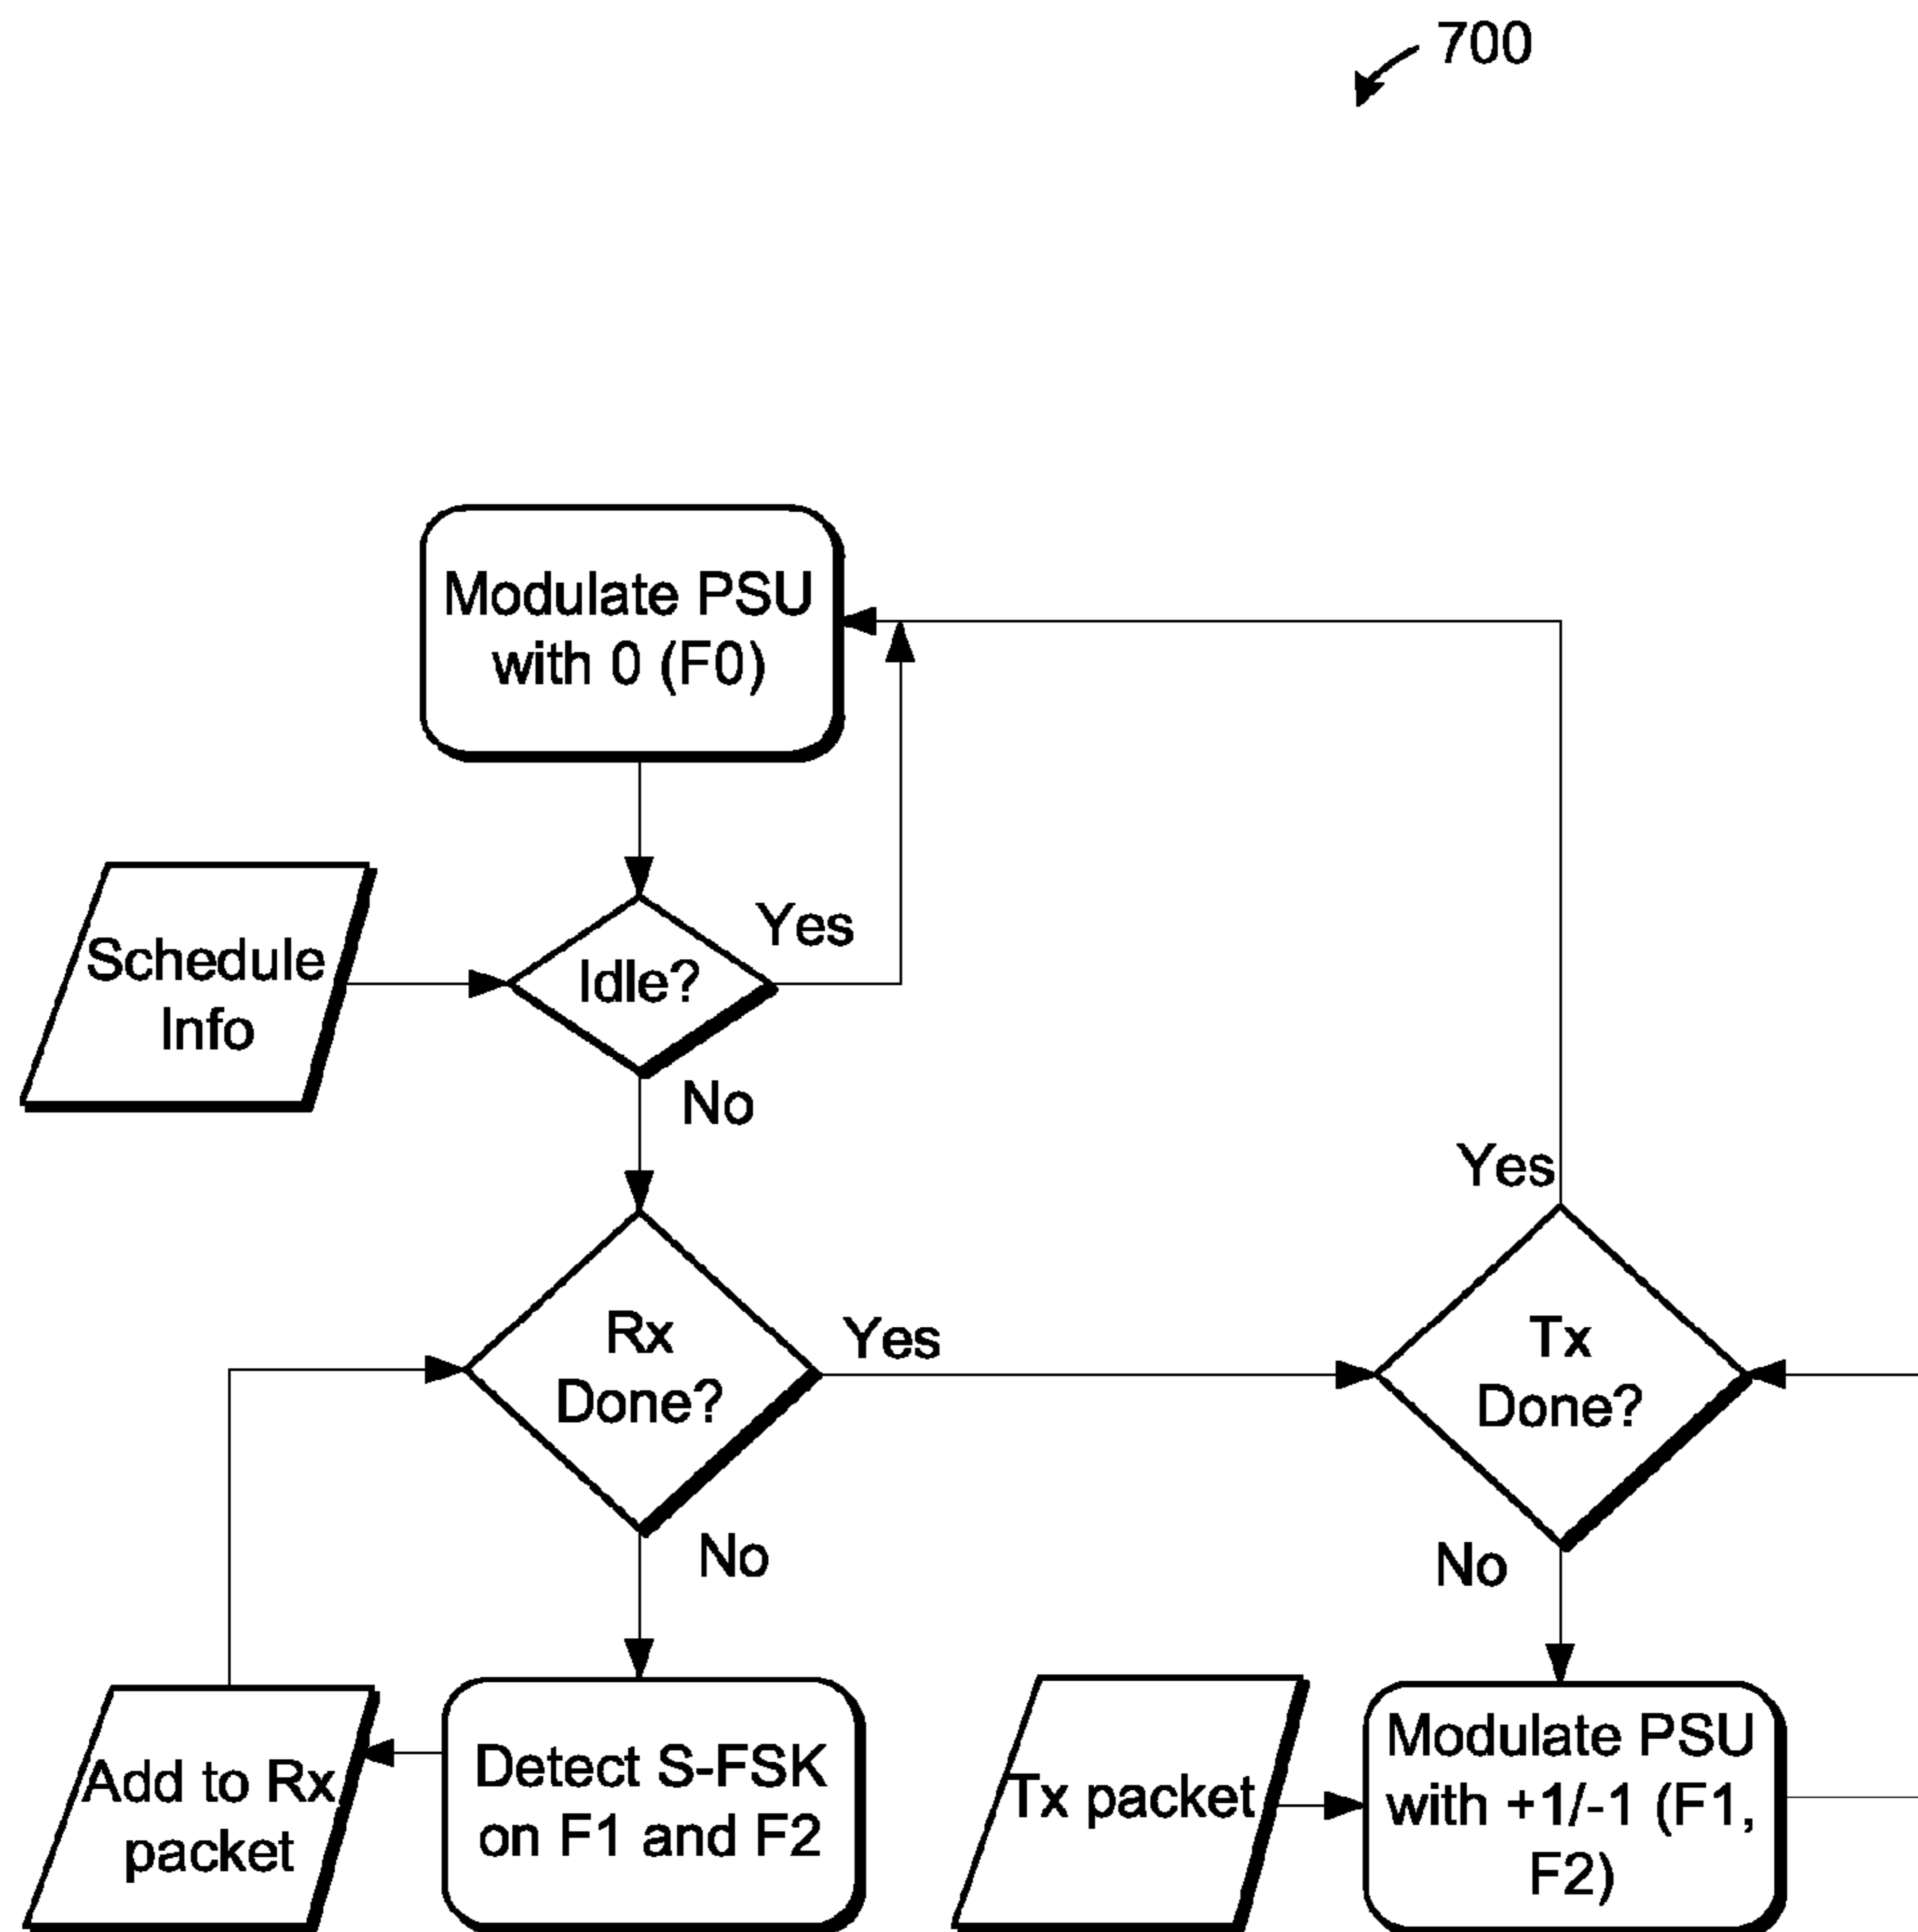 700
Modulate PSU
with 0 (F0)
Schedule
Info
Idle?
Yes
No
Rx
Done?
Yes
No
Yes
Tx
Done?
No
Add to Rx
packet
Detect S-FSK
on F1 and F2
Tx packet
Modulate PSU
with +1/-1 (F1,
F2)